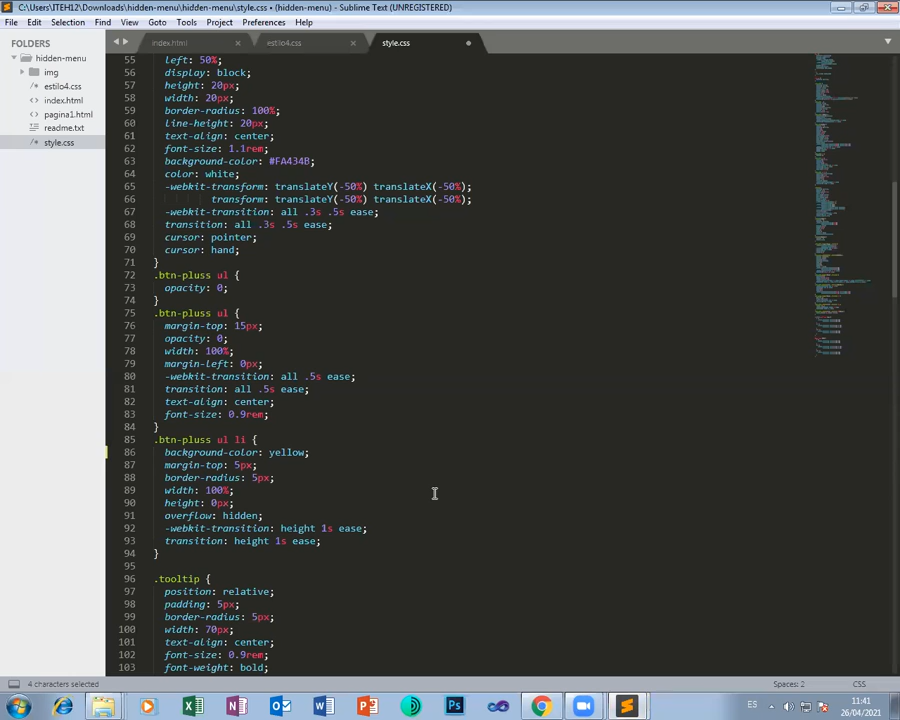 C:\Users\ITEH12\Downloads\hidden-menu\hidden-menu\style.css • (hidden-menu) - Sublime Text (UNREGISTERED)
File Edit Selection Find View Goto Tools Project Preferences Help
FOLDERS
hidden-menu
img
estilo4.css
index.html
pagina1.html
readme.txt
style.css
index.html estilo4.css style.css
55 left: 50%;
56 display: block;
57 height: 20px;
58 width: 20px;
59 border-radius: 100%;
60 line-height: 20px;
61 text-align: center;
62 font-size: 1.1rem;
63 background-color: #FA434B;
64 color: white;
65 -webkit-transform: translateY(-50%) translateX(-50%);
66 transform: translateY(-50%) translateX(-50%);
67 -webkit-transition: all .3s .5s ease;
68 transition: all .3s .5s ease;
69 cursor: pointer;
70 cursor: hand;
71 }
72 .btn-pluss ul {
73 opacity: 0;
74 }
75 .btn-pluss ul {
76 margin-top: 15px;
77 opacity: 0;
78 width: 100%;
79 margin-left: 0px;
80 -webkit-transition: all .5s ease;
81 transition: all .5s ease;
82 text-align: center;
83 font-size: 0.9rem;
84 }
85 .btn-pluss ul li {
86 background-color: yellow;
87 margin-top: 5px;
88 border-radius: 5px;
89 width: 100%;
90 height: 0px;
91 overflow: hidden;
92 -webkit-transition: height 1s ease;
93 transition: height 1s ease;
94 }
95
96 .tooltip {
97 position: relative;
98 padding: 5px;
99 border-radius: 5px;
100 width: 70px;
101 text-align: center;
102 font-size: 0.9rem;
103 font-weight: bold;
4 characters selected Spaces: 2 CSS
ES 11:41
26/04/2021